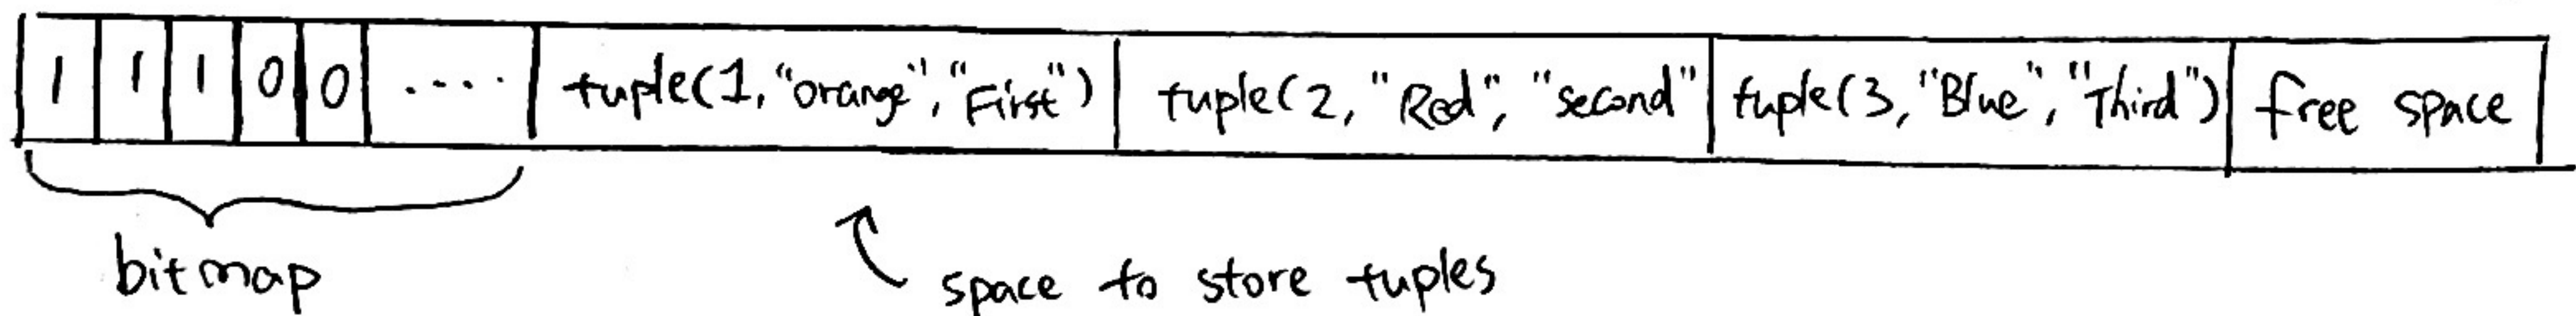 1 1 1 0 0 .... tuple(1, "orange", "First") tuple(2, "Red", "second" tuple(3, "Blue", "Third") free space
bitmap
space to store tuples